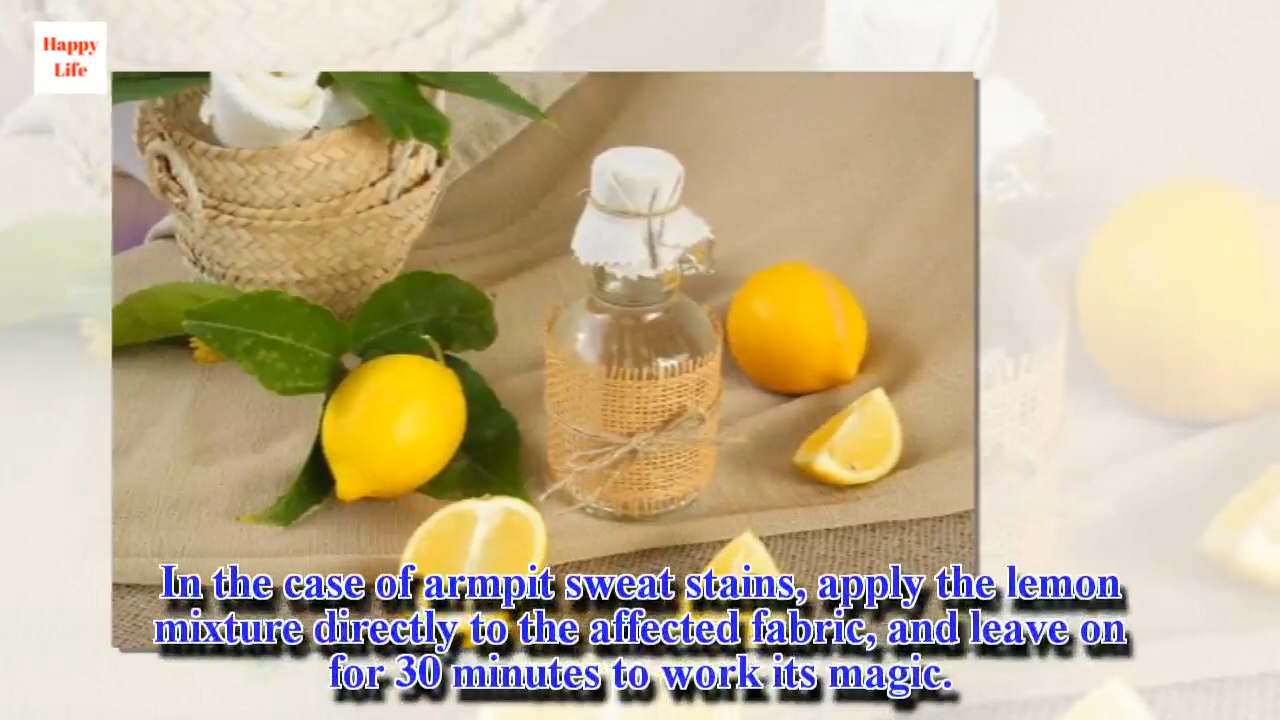 Happy
Life
In the case of armpit sweat stains, apply the lemon
mixture directly to the affected fabric, and leave on
for 30 minutes to work its magic.